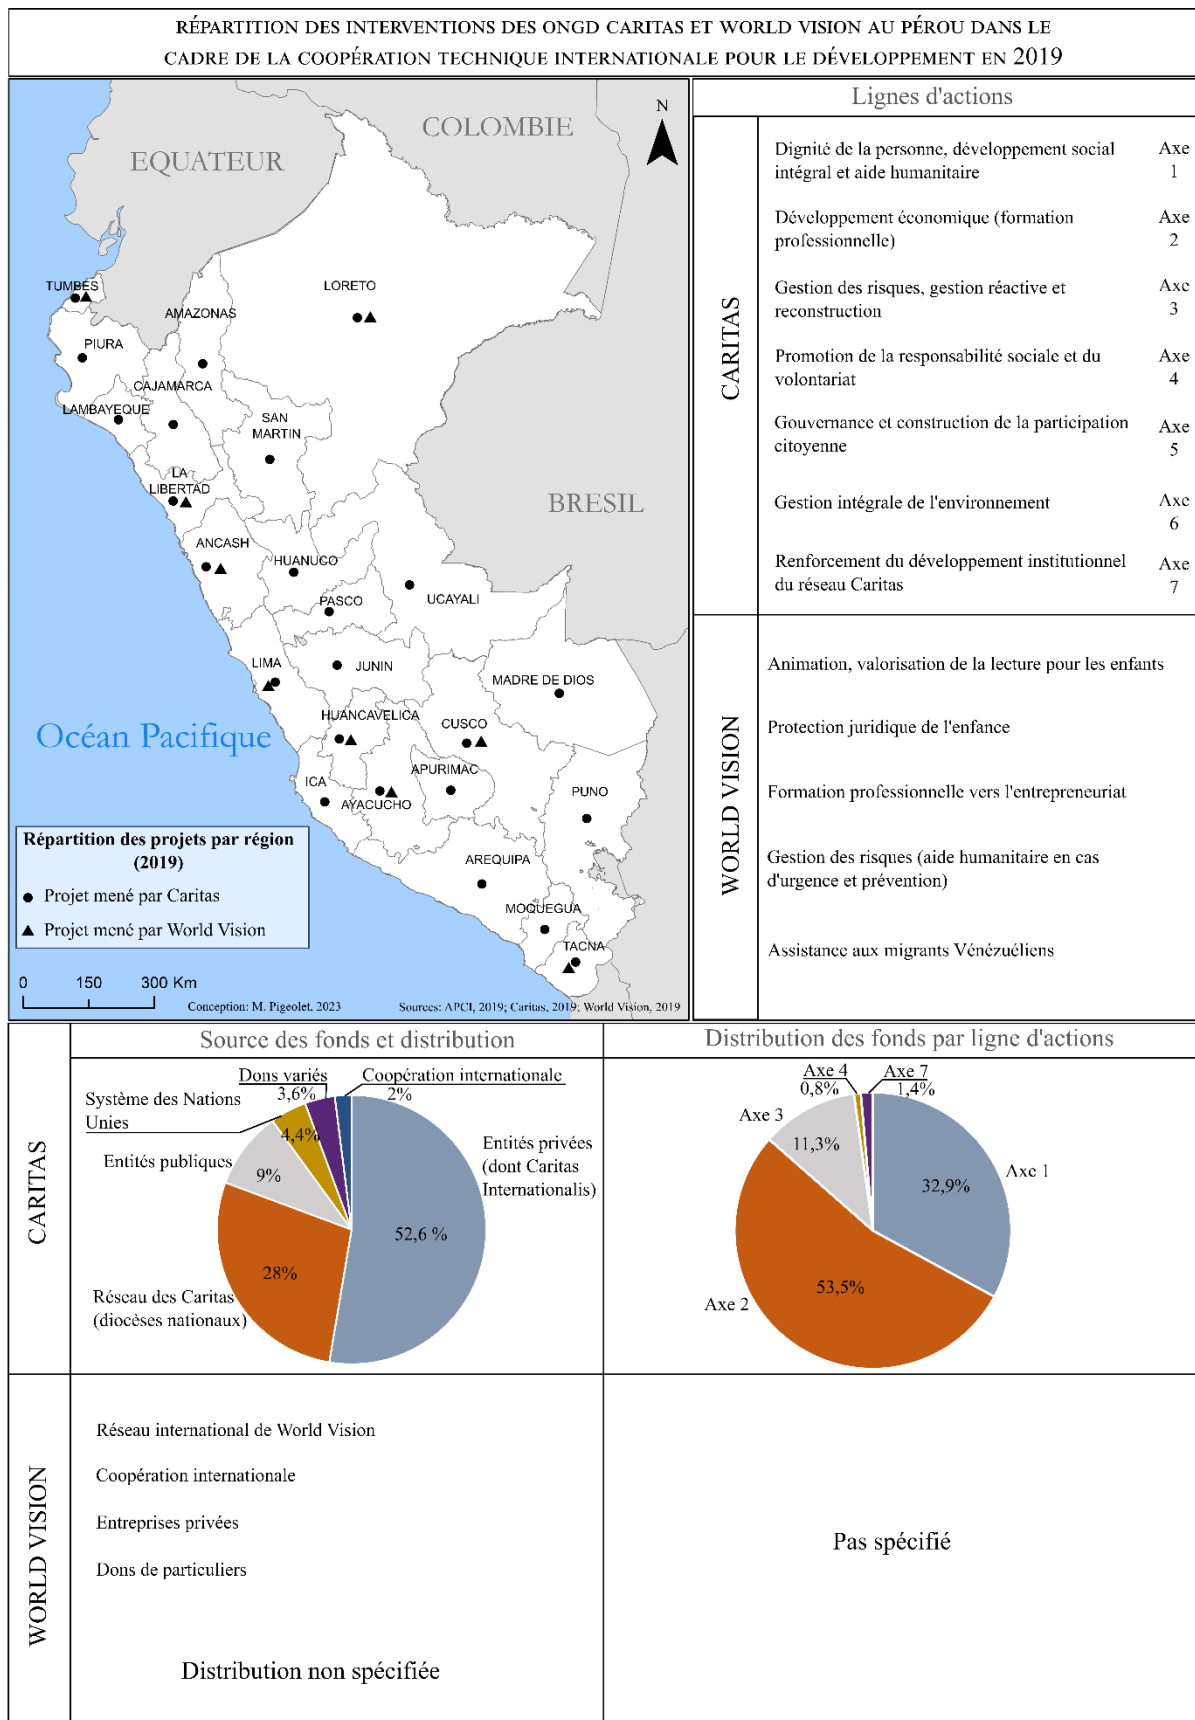 RÉPARTITION DES INTERVENTIONS DES ONGD CARITAS ET WORLD VISION AU PÉROU DANS LE
CADRE DE LA COOPÉRATION TECHNIQUE INTERNATIONALE POUR LE DÉVELOPPEMENT EN 2019
N
COLOMBIE
EQUATEUR
TUMBES
LORETO
AMAZONAS
PIURA
CAJAMARCA
LAMBAYEQUE
SAN
MARTIN
LA
LIBERTAD
BRESIL
ANCASH
HUANUCO
UCAYALI
PASCO
LIMA
JUNIN
MADRE DE DIOS
HUANCAVELICA
CUSCO
Océan Pacifique
APURIMAC
ICA
AYACUCHO
PUNO
AREQUIPA
MOQUEGUA
TACNA
Répartition des projets par région
(2019)
Projet mené par Caritas
Projet mené par World Vision
0 150 300 Km
Conception: M. Pigeolet, 2023
Sources: APCI, 2019; Caritas, 2019; World Vision, 2019
Lignes d'actions
CARITAS
Dignité de la personne, développement social
intégral et aide humanitaire
Axe
1
Développement économique (formation
professionnelle)
Axe
2
Gestion des risques, gestion réactive et
reconstruction
Axe
3
Promotion de la responsabilité sociale et du
volontariat
Axe
4
Gouvernance et construction de la participation
citoyenne
Axe
5
Gestion intégrale de l'environnement
Axe
6
Renforcement du développement institutionnel
du réseau Caritas
Axe
7
WORLD VISION
Animation, valorisation de la lecture pour les enfants
Protection juridique de l'enfance
Formation professionnelle vers l'entrepreneuriat
Gestion des risques (aide humanitaire en cas
d'urgence et prévention)
Assistance aux migrants Vénézuéliens
CARITAS
Source des fonds et distribution
Dons variés
3,6%
Coopération internationale
2%
Système des Nations
Unies
4,4%
Entités publiques
9%
Entités privées
(dont Caritas
Internationalis)
52,6 %
28%
Réseau des Caritas
(diocèses nationaux)
Distribution des fonds par ligne d'actions
Axe 4
0,8%
Axe 7
1,4%
Axe 3
11,3%
Axe 1
32,9%
Axe 2
53,5%
WORLD VISION
Réseau international de World Vision
Coopération internationale
Entreprises privées
Dons de particuliers
Distribution non spécifiée
Pas spécifié